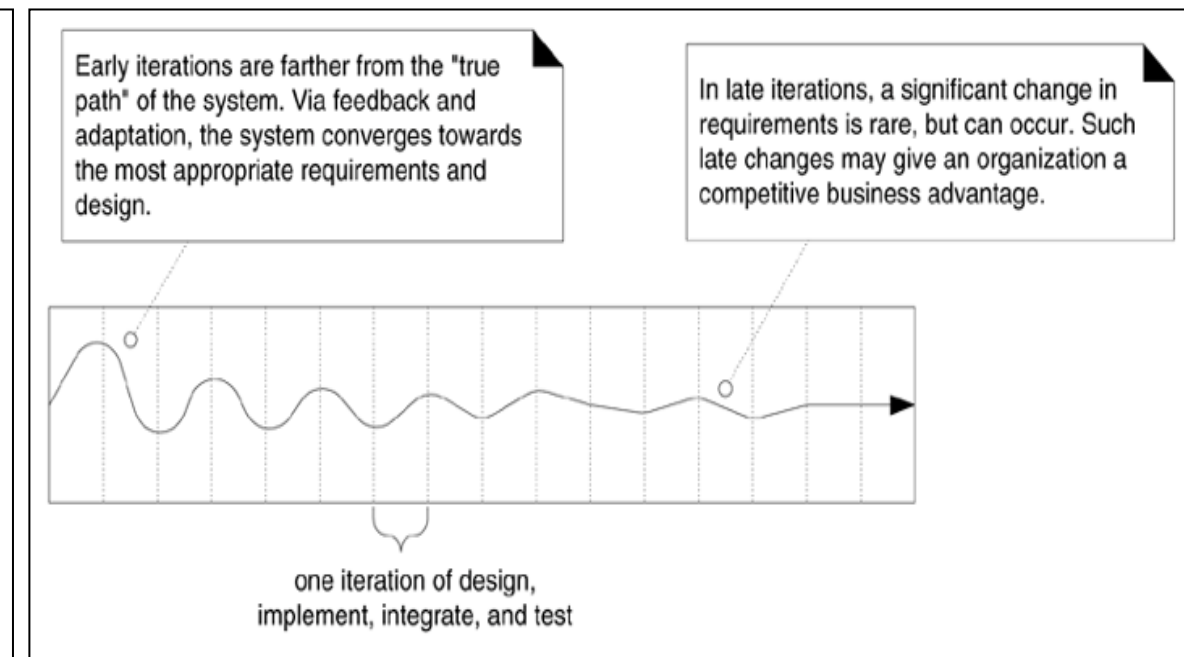 Early iterations are farther from the "true
path" of the system. Via feedback and
adaptation, the system converges towards
the most appropriate requirements and
design.
In late iterations, a significant change in
requirements is rare, but can occur. Such
late changes may give an organization a
competitive business advantage.
one iteration of design,
implement, integrate, and test